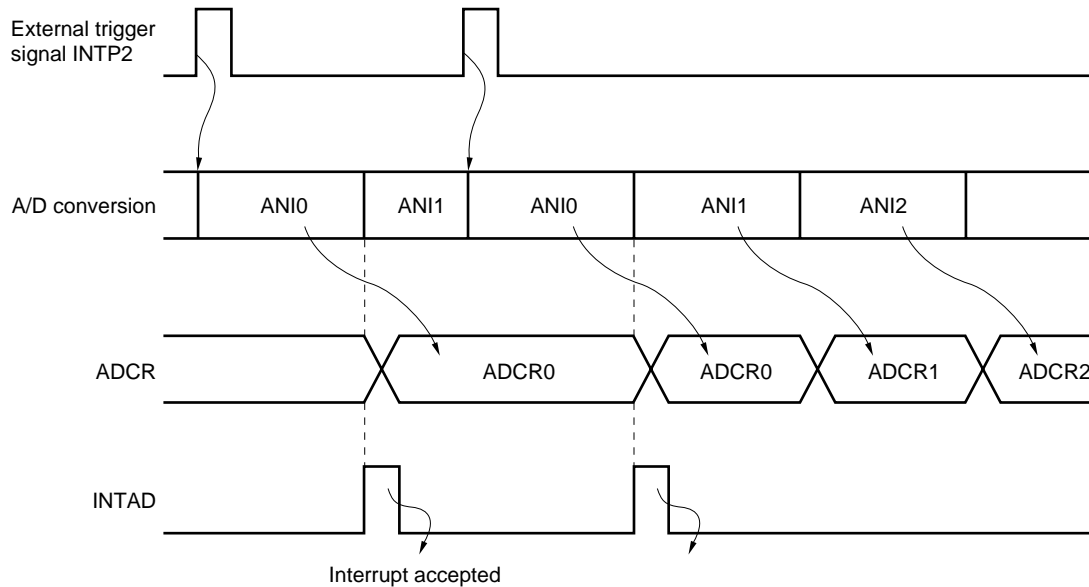 External trigger
signal INTP2
A/D conversion
ANI0
ANI1
ANI0
ANI1
ANI2
ADCR
ADCR0
ADCR0
ADCR1
ADCR2
INTAD
Interrupt accepted